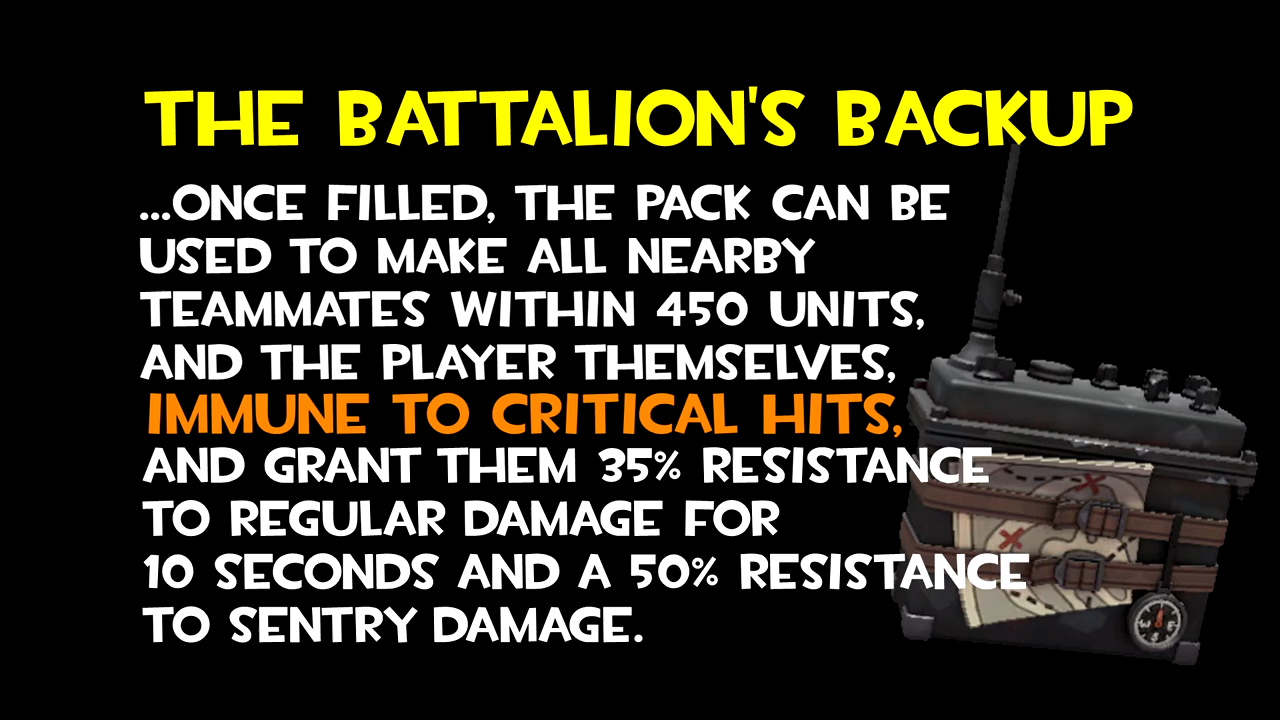 THE BATTALION'S BACKUP
...ONCE FILLED, THE PACK CAN BE
USED TO MAKE ALL NEARBY
TEAMMATES WITHIN 450 UNITS,
AND THE PLAYER THEMSELVES,
IMMUNE TO CRITICAL HITS,
AND GRANT THEM 35% RESISTANCE
TO REGULAR DAMAGE FOR
10 SECONDS AND A 50% RESISTANCE
TO SENTRY DAMAGE.
W E
S